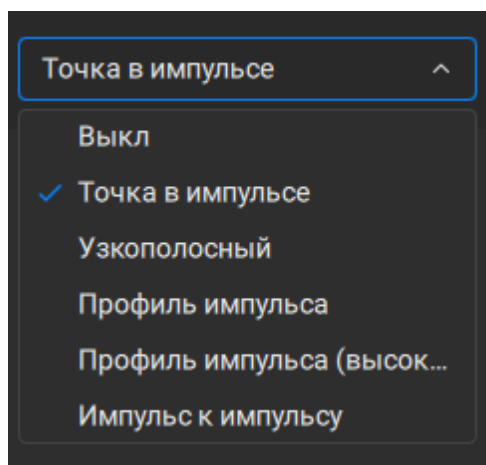 Точка в импульсе
Выкл
Точка в импульсе
Узкополосный
Профиль импульса
Профиль импульса (высок...
Импульс к импульсу